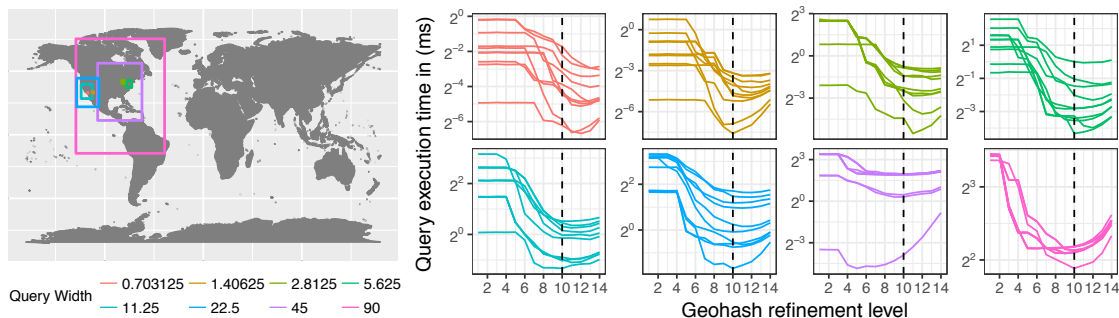 Query Width
0.703125 1.40625 2.8125 5.625
11.25 22.5 45 90
Query execution time in (ms)
2^0
2^−2
2^−4
2^−6
2^0
2^−3
2^−6
2^3
2^0
2^−3
2^1
2^−1
2^−3
2^2
2^0
2^2
2^0
2^3
2^0
2^−3
2^3
2^2
2 4 6 8 10 12 14
2 4 6 8 10 12 14
2 4 6 8 10 12 14
2 4 6 8 10 12 14
Geohash refinement level